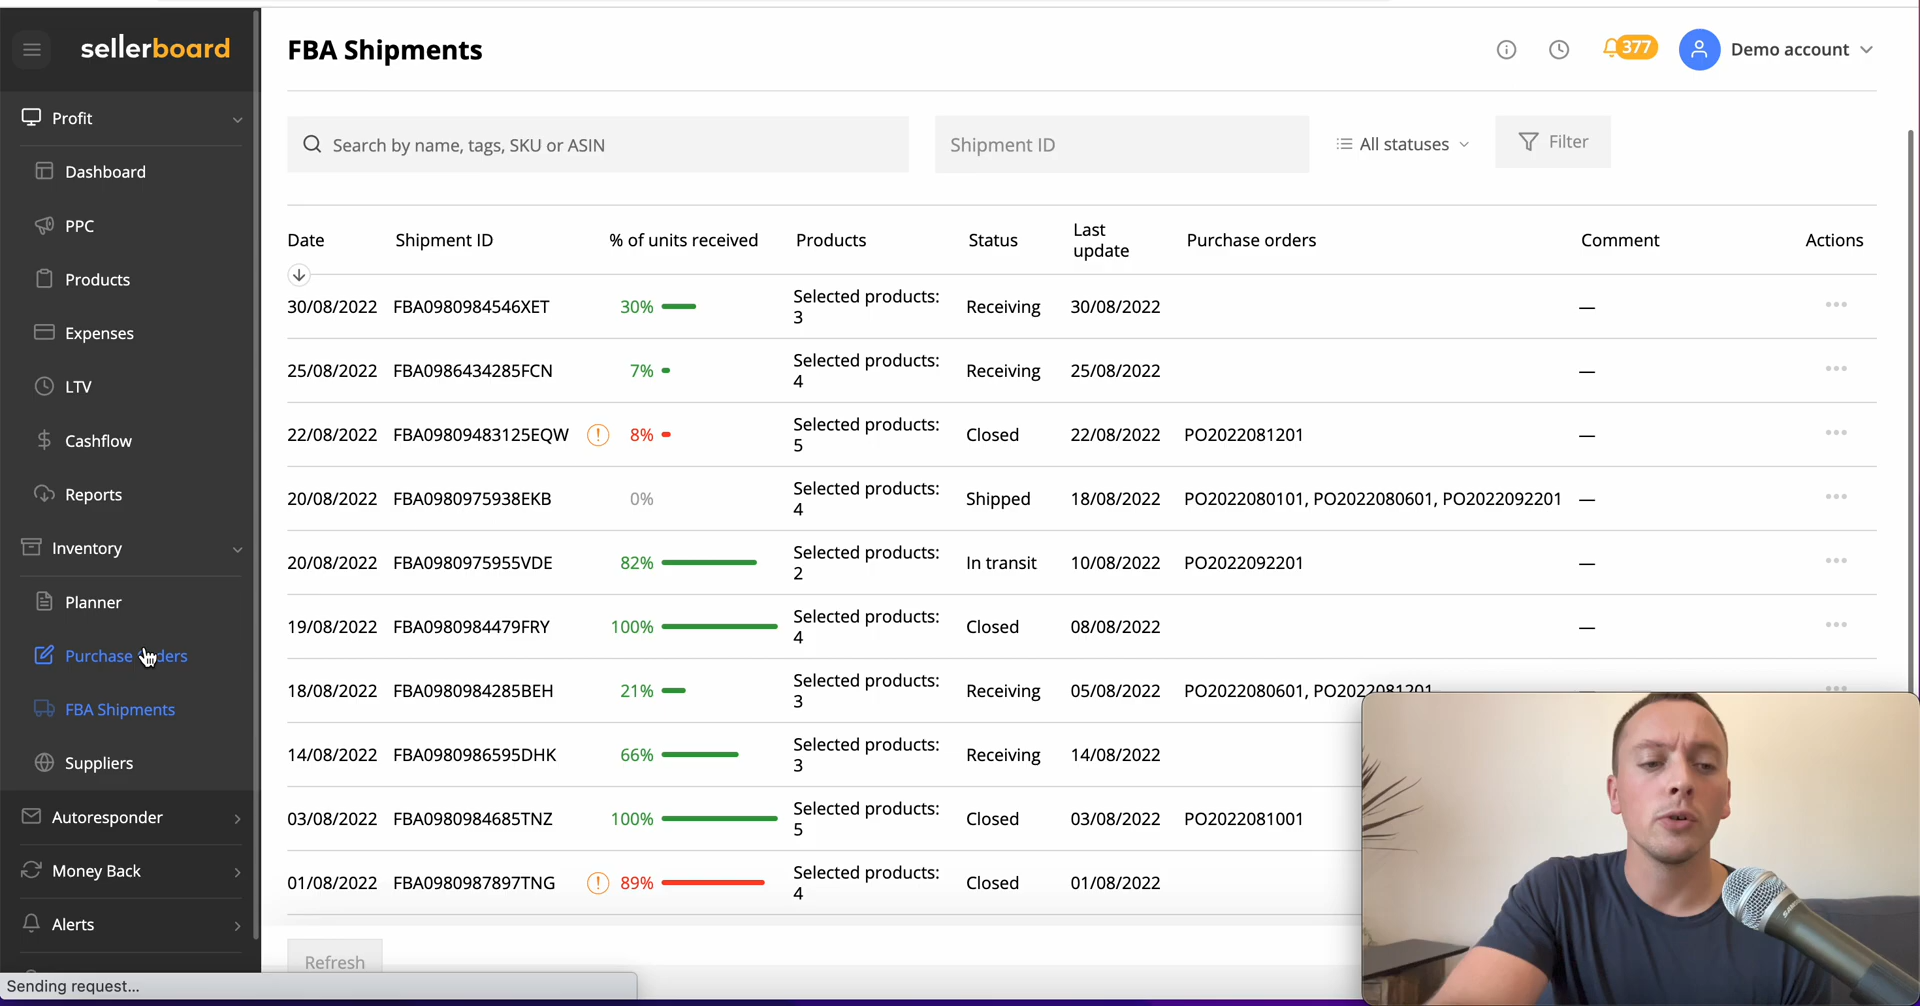 sellerboard
FBA Shipments
377
Demo account
Profit
Dashboard
PPC
Products
Expenses
LTV
Cashflow
Reports
Inventory
Planner
Purchase
FBA Shipments
Suppliers
Autoresponder
Money Back
Alerts
Search by name, tags, SKU or ASIN
Shipment ID
All statuses
Filter
Date Shipment ID % of units received Products Status Last update Purchase orders Comment Actions
30/08/2022 FBA0980984546XET 30% Selected products: 3 Receiving 30/08/2022 —
25/08/2022 FBA0986434285FCN 7% Selected products: 4 Receiving 25/08/2022 —
22/08/2022 FBA09809483125EQW 8% Selected products: 5 Closed 22/08/2022 PO2022081201 —
20/08/2022 FBA0980975938EKB 0% Selected products: 4 Shipped 18/08/2022 PO2022080101, PO2022080601, PO2022092201 —
20/08/2022 FBA0980975955VDE 82% Selected products: 2 In transit 10/08/2022 PO2022092201 —
19/08/2022 FBA0980984479FRY 100% Selected products: 4 Closed 08/08/2022 —
18/08/2022 FBA0980984285BEH 21% Selected products: 3 Receiving 05/08/2022 PO2022080601, PO2022081201
14/08/2022 FBA0980986595DHK 66% Selected products: 3 Receiving 14/08/2022
03/08/2022 FBA0980984685TNZ 100% Selected products: 5 Closed 03/08/2022 PO2022081001
01/08/2022 FBA0980987897TNG 89% Selected products: 4 Closed 01/08/2022
Refresh
Sending request...